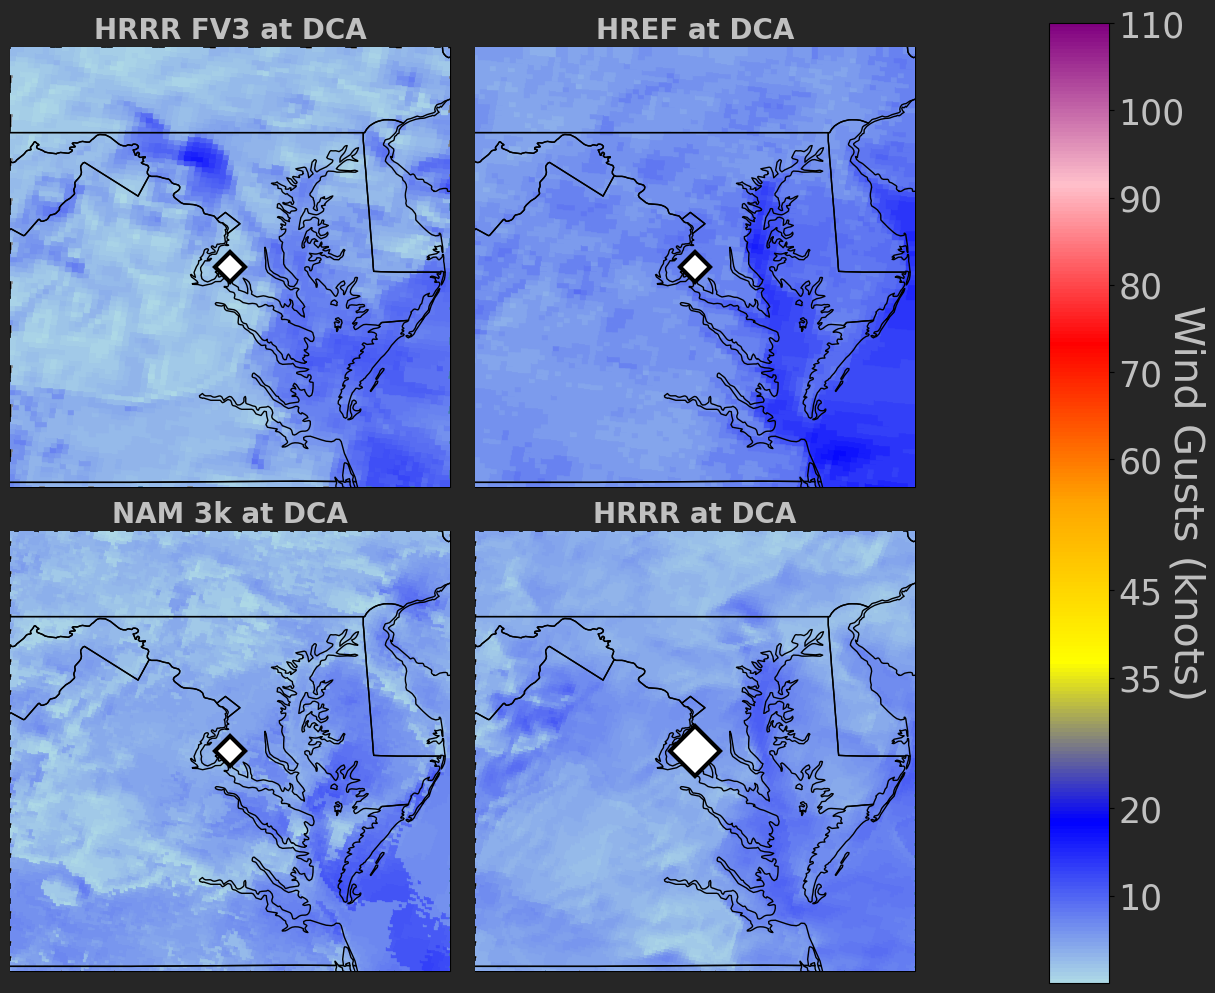 HRRR FV3 at DCA
HREF at DCA
NAM 3k at DCA
HRRR at DCA
110
100
90
80
70
60
45
35
20
10
Wind Gusts (knots)